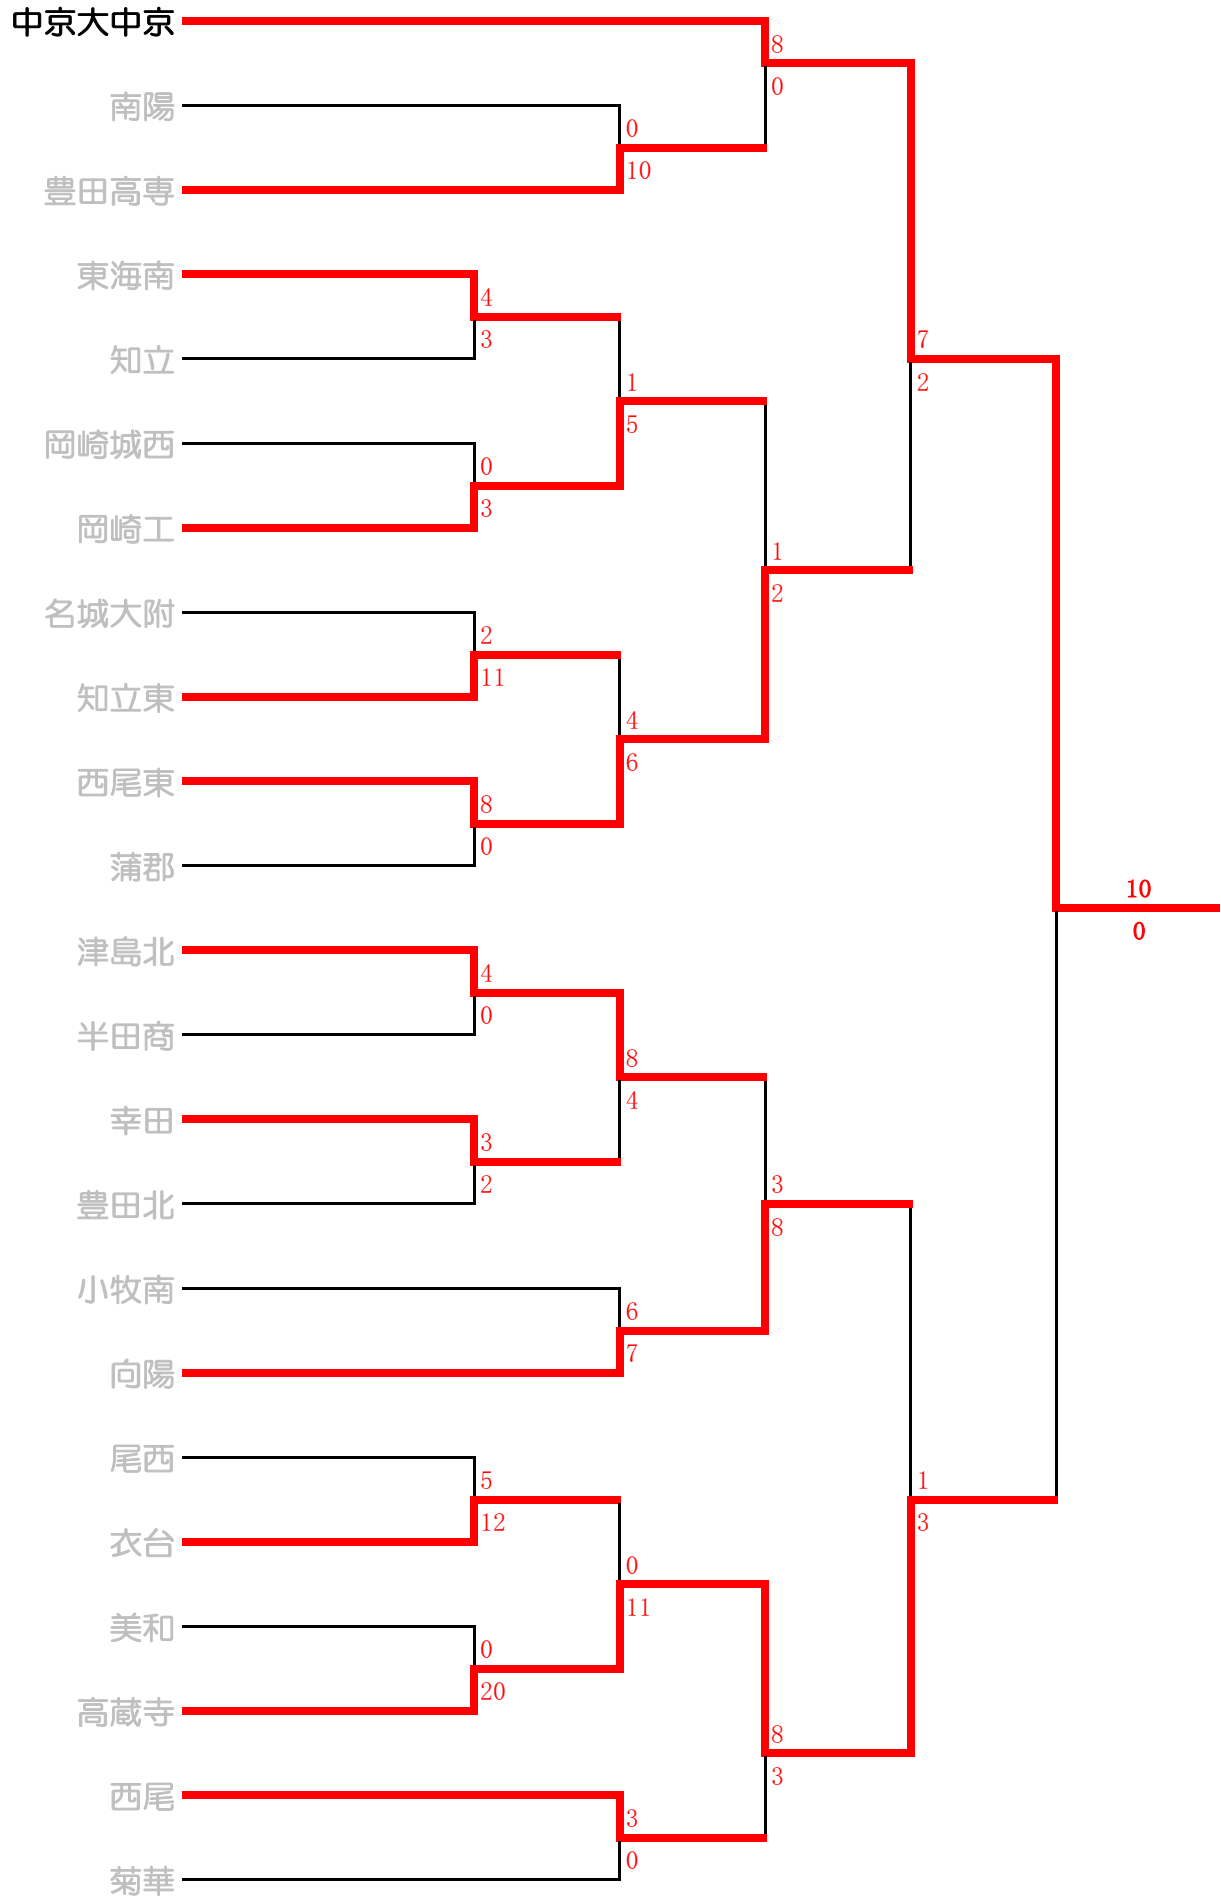 中京大中京
8
0
南陽
0
10
豊田高専
東海南
4
3
知立
7
2
1
5
岡崎城西
0
3
岡崎工
1
2
名城大附
2
11
知立東
4
6
西尾東
8
0
蒲郡
10
0
津島北
4
0
半田商
8
4
幸田
3
2
豊田北
3
8
小牧南
6
7
向陽
尾西
5
12
1
3
衣台
0
11
美和
0
20
高蔵寺
8
3
西尾
3
0
菊華